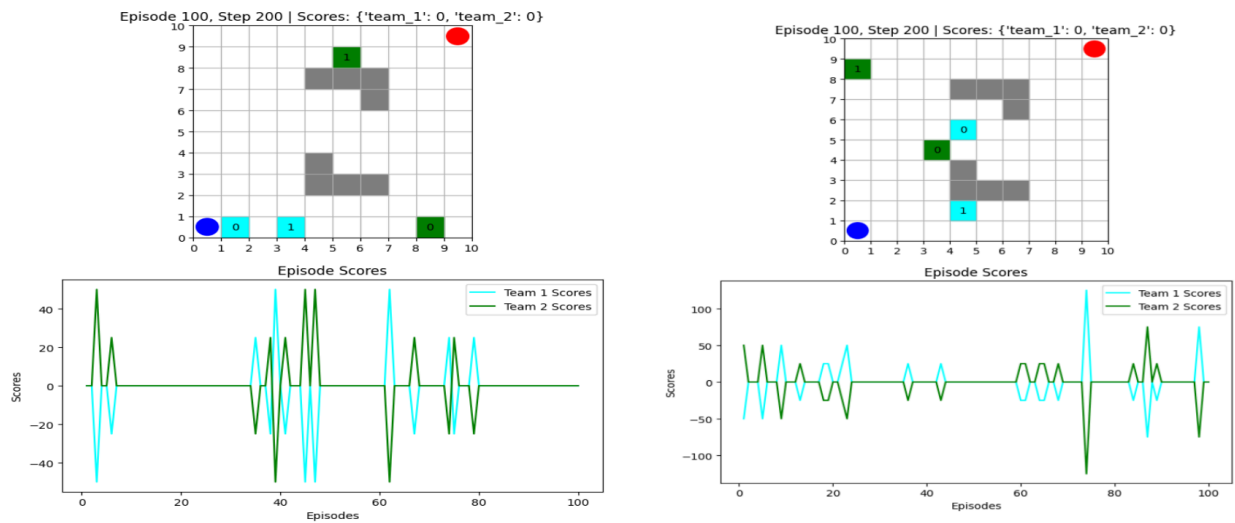 Episode 100, Step 200 | Scores: {'team_1': 0, 'team_2': 0}
10
9
8
7
6
5
4
3
2
1
0
1
0
1
0
0 1 2 3 4 5 6 7 8 9 10
Episode Scores
Team 1 Scores
Team 2 Scores
Scores
40
20
0
−20
−40
0 20 40 60 80 100
Episodes
Episode 100, Step 200 | Scores: {'team_1': 0, 'team_2': 0}
10
9
8
7
6
5
4
3
2
1
0
1
0
0
1
0 1 2 3 4 5 6 7 8 9 10
Episode Scores
Team 1 Scores
Team 2 Scores
Scores
100
50
0
−50
−100
0 20 40 60 80 100
Episodes